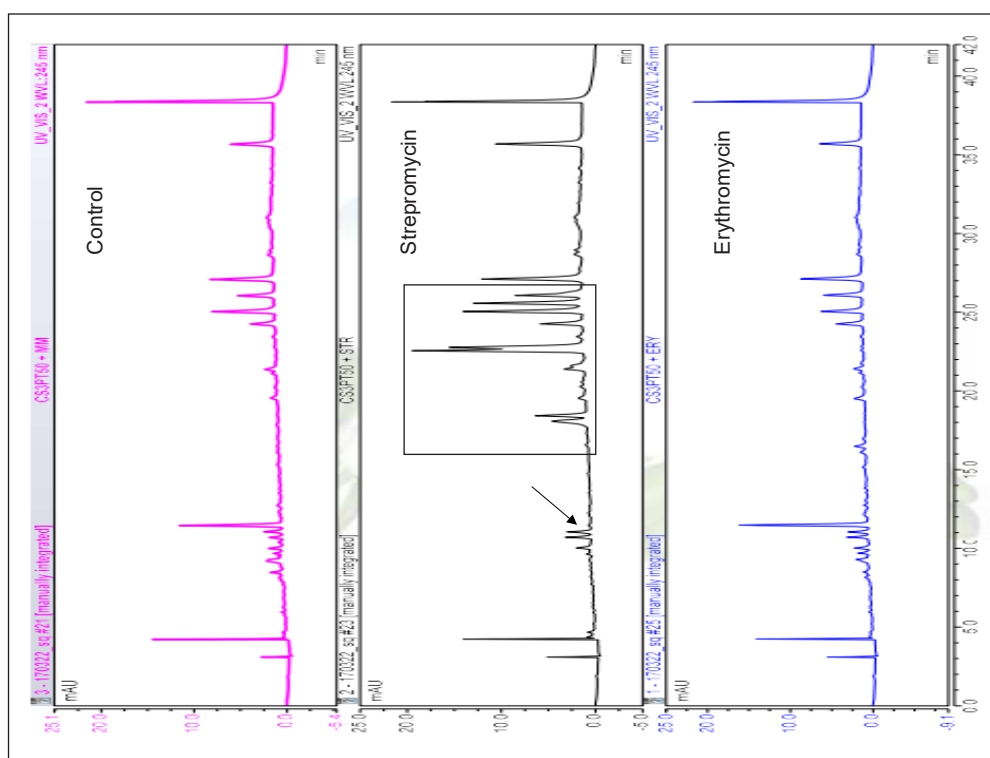 3 - 170322_sq #21 [manually integrated] CS3PT50 + MM UV_VIS_2 WVL:245 nm
mAU
Control
min
25.1
20.0
10.0
0.0
-5.4
2 - 170322_sq #23 [manually integrated] CS3PT50 + STR UV_VIS_2 WVL:245 nm
mAU
Strepromycin
min
25.0
20.0
10.0
0.0
-5.0
1 - 170322_sq #25 [manually integrated] CS3PT50 + ERY UV_VIS_2 WVL:245 nm
mAU
Erythromycin
min
25.0
20.0
10.0
0.0
-9.1
0.0 5.0 10.0 15.0 20.0 25.0 30.0 35.0 40.0 42.0